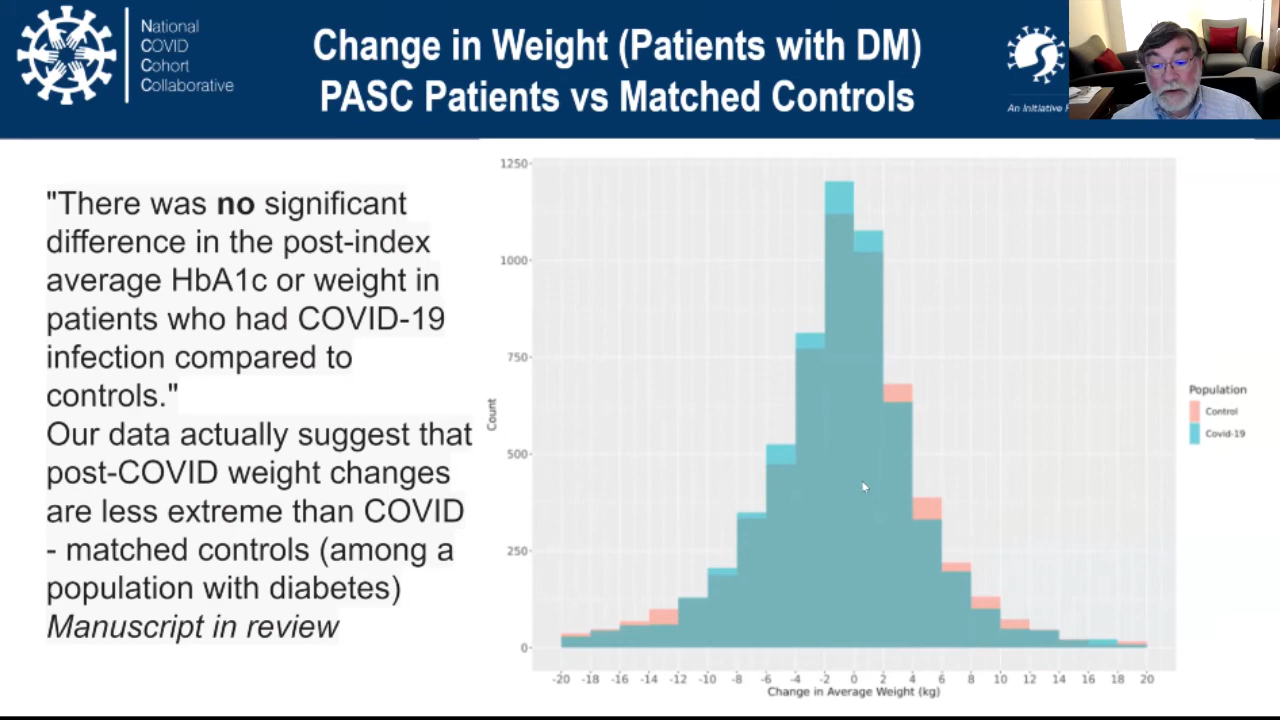 National
COVID
Cohort
Collaborative
Change in Weight (Patients with DM)
PASC Patients vs Matched Controls
An Initiative
"There was no significant
difference in the post-index
average HbA1c or weight in
patients who had COVID-19
infection compared to
controls."
Our data actually suggest that
post-COVID weight changes
are less extreme than COVID
- matched controls (among a
population with diabetes)
Manuscript in review
1250
1000
750
500
250
0
Count
-20 -18 -16 -14 -12 -10 -8 -6 -4 -2 0 2 4 6 8 10 12 14 16 18 20
Change in Average Weight (kg)
Population
Control
Covid-19